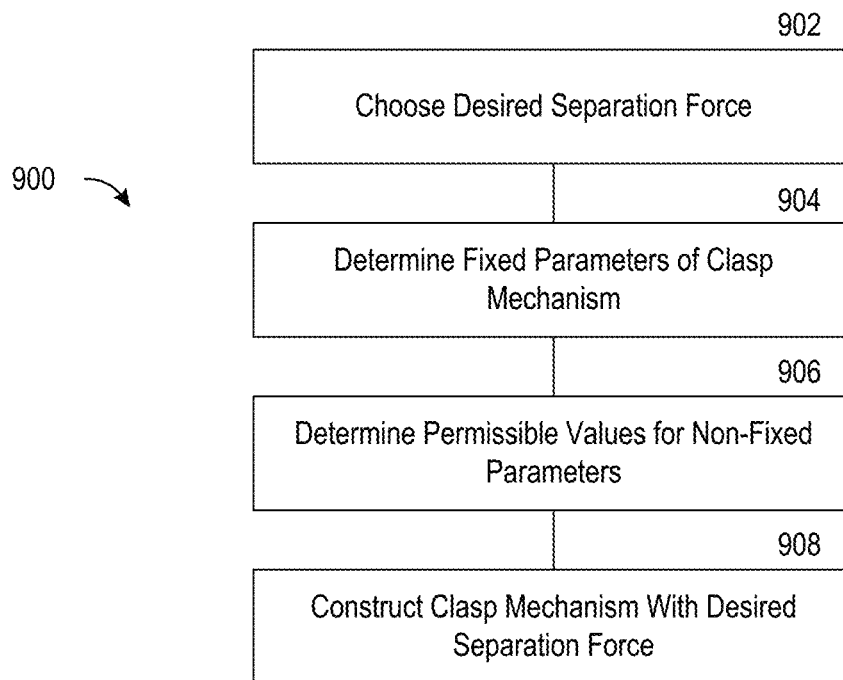 902
Choose Desired Separation Force
900
904
Determine Fixed Parameters of Clasp
Mechanism
906
Determine Permissible Values for Non-Fixed
Parameters
908
Construct Clasp Mechanism With Desired
Separation Force